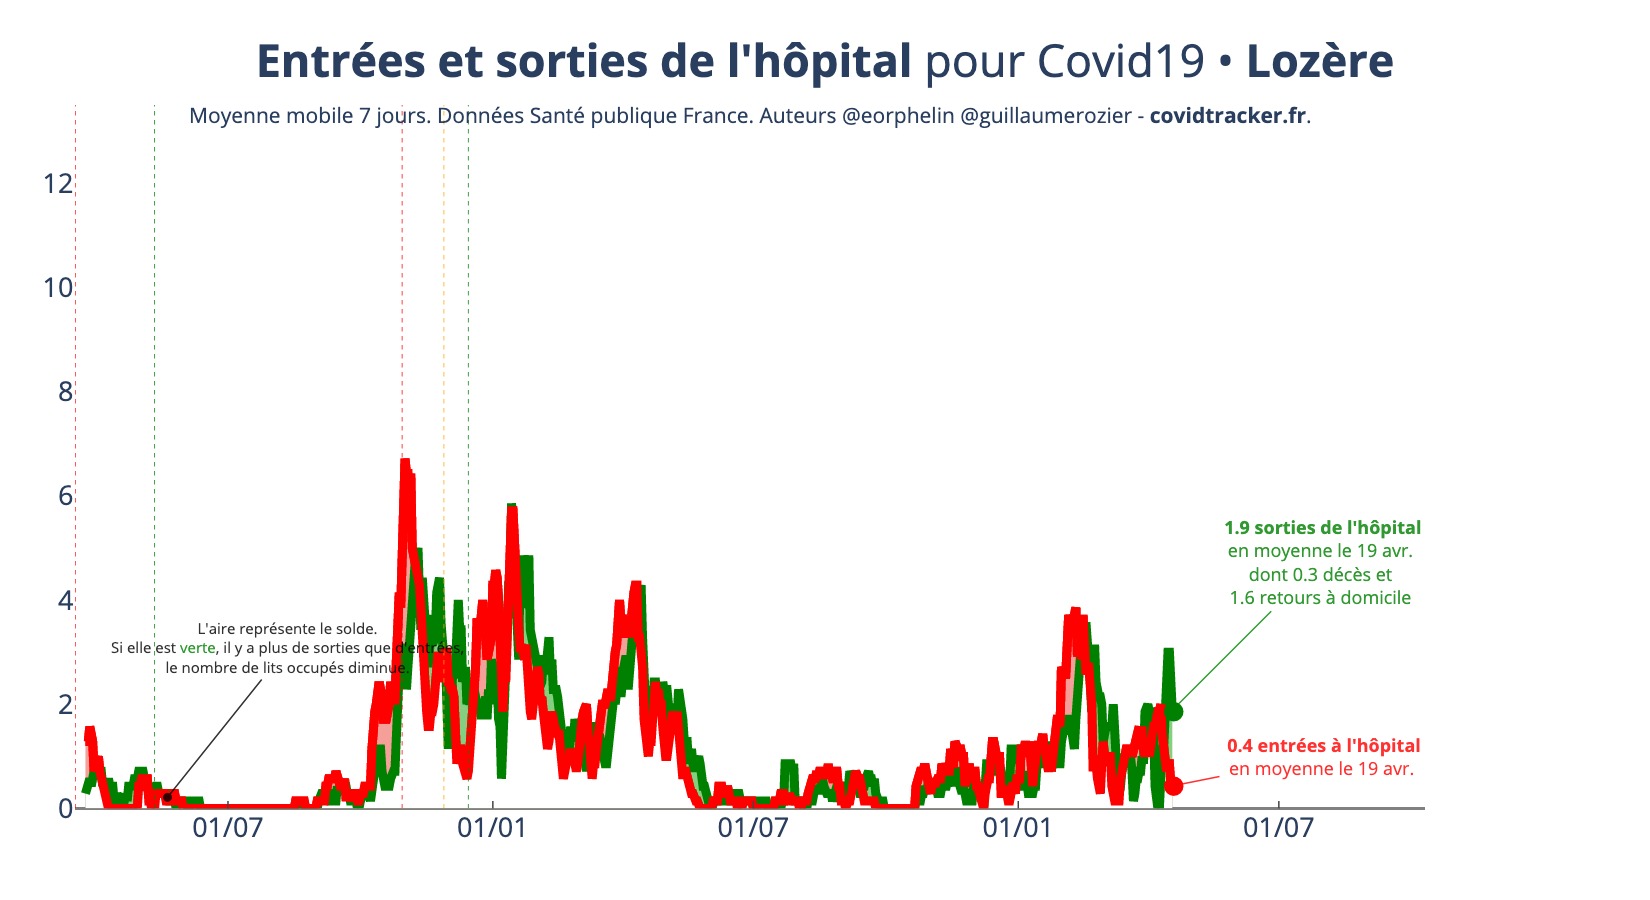 Entrées et sorties de l'hôpital pour Covid19 • Lozère
Moyenne mobile 7 jours. Données Santé publique France. Auteurs @eorphelin @guillaumerozier - covidtracker.fr.
12
10
8
6
4
2
0
L'aire représente le solde.
Si elle est verte, il y a plus de sorties que d'entrées,
le nombre de lits occupés diminue.
1.9 sorties de l'hôpital
en moyenne le 19 avr.
dont 0.3 décès et
1.6 retours à domicile
0.4 entrées à l'hôpital
en moyenne le 19 avr.
01/07
01/01
01/07
01/01
01/07